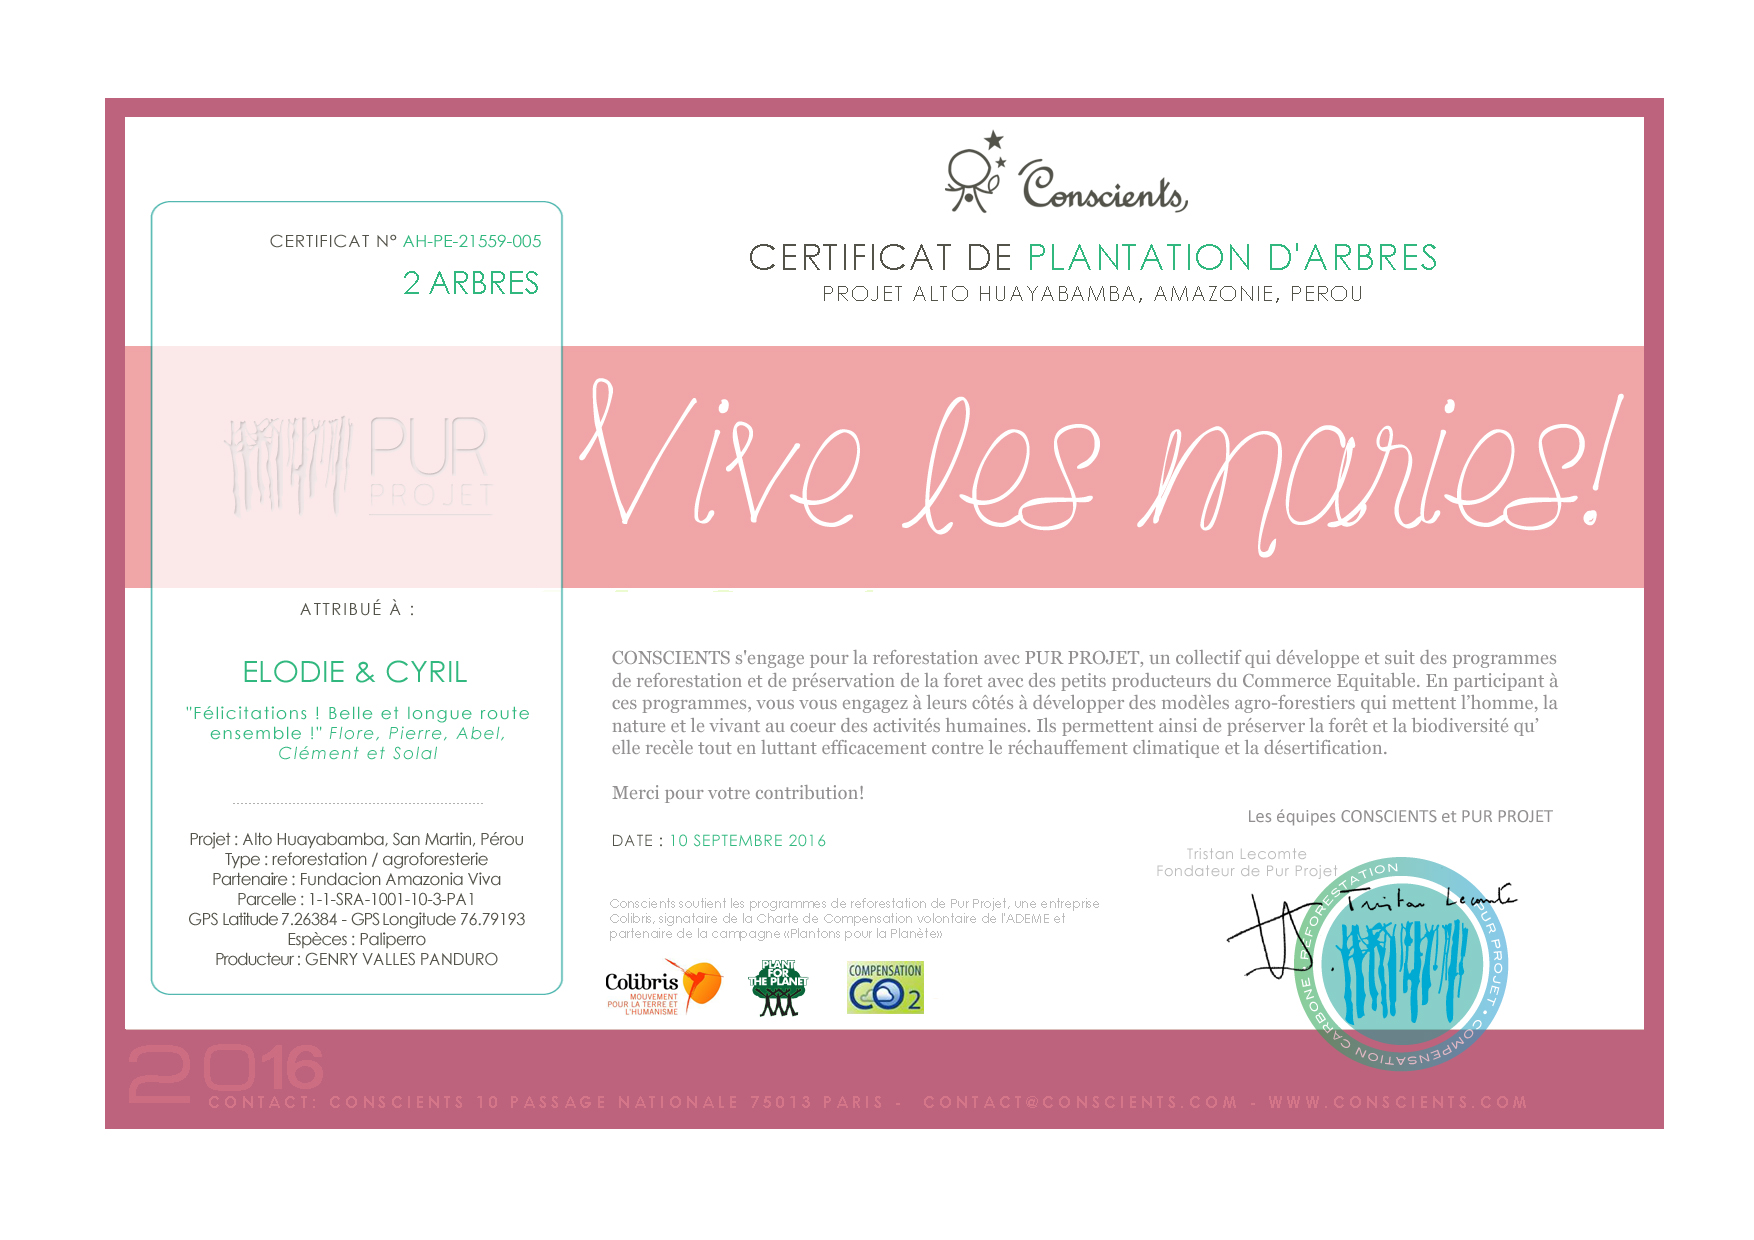 Conscients
CERTIFICAT N° AH-PE-21559-005
2 ARBRES
CERTIFICAT DE PLANTATION D'ARBRES
PROJET ALTO HUAYABAMBA, AMAZONIE, PEROU
PUR
PROJET
Vive les maries!
ATTRIBUÉ À :
ELODIE & CYRIL
"Félicitations ! Belle et longue route
ensemble !" Flore, Pierre, Abel,
Clément et Solal
Projet : Alto Huayabamba, San Martin, Pérou
Type : reforestation / agroforesterie
Partenaire : Fundacion Amazonia Viva
Parcelle : 1-1-SRA-1001-10-3-PA1
GPS Latitude 7.26384 - GPS Longitude 76.79193
Espèces : Paliperro
Producteur : GENRY VALLES PANDURO
CONSCIENTS s'engage pour la reforestation avec PUR PROJET, un collectif qui développe et suit des programmes
de reforestation et de préservation de la foret avec des petits producteurs du Commerce Equitable. En participant à
ces programmes, vous vous engagez à leurs côtés à développer des modèles agro-forestiers qui mettent l’homme, la
nature et le vivant au coeur des activités humaines. Ils permettent ainsi de préserver la forêt et la biodiversité qu’
elle recèle tout en luttant efficacement contre le réchauffement climatique et la désertification.
Merci pour votre contribution!
Les équipes CONSCIENTS et PUR PROJET
DATE : 10 SEPTEMBRE 2016
Tristan Lecomte
Fondateur de Pur Projet
Tristan Lecomte
REFORESTATION PUR PROJET • COMPENSATION CARBONE
Conscients soutient les programmes de reforestation de Pur Projet, une entreprise
Colibris, signataire de la Charte de Compensation volontaire de l'ADEME et
partenaire de la campagne «Plantons pour la Planète»
Colibris
MOUVEMENT
POUR LA TERRE ET
L'HUMANISME
PLANT
FOR
THE PLANET
COMPENSATION
CO2
2016
CONTACT: CONSCIENTS 10 PASSAGE NATIONALE 75013 PARIS - CONTACT@CONSCIENTS.COM - WWW.CONSCIENTS.COM